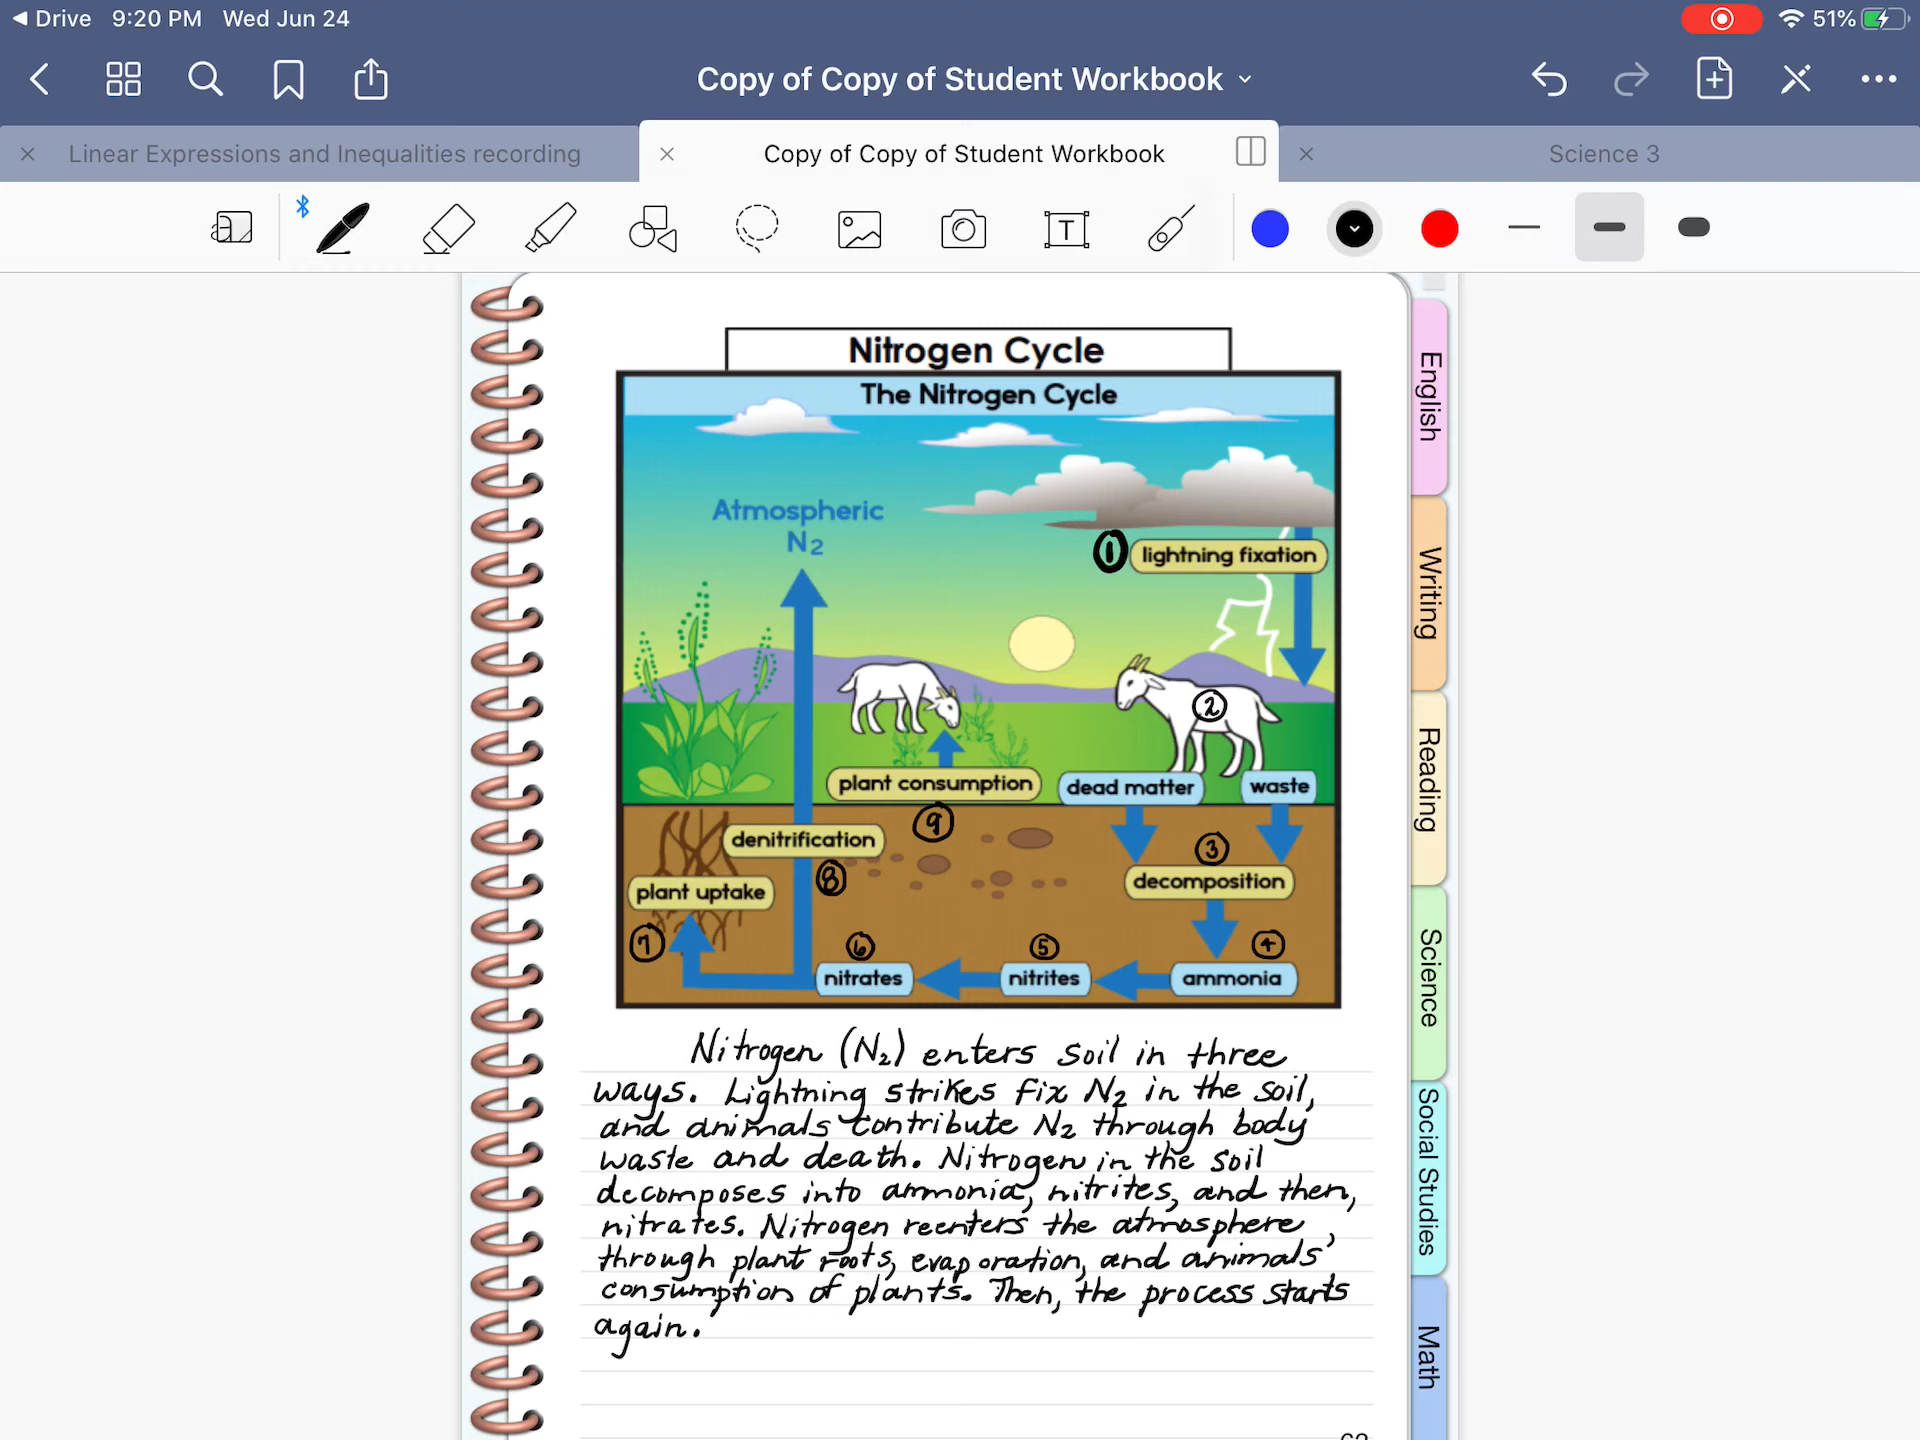 Drive 9:20 PM Wed Jun 24 51%
Copy of Copy of Student Workbook
Linear Expressions and Inequalities recording
Copy of Copy of Student Workbook
Science 3
T
Nitrogen Cycle
The Nitrogen Cycle
Atmospheric
N2
1 lightning fixation
2
plant consumption
dead matter
waste
9
denitrification
3
8
decomposition
plant uptake
7
6
5
4
nitrates
nitrites
ammonia
Nitrogen (N2) enters soil in three
ways. Lightning strikes fix N2 in the soil,
and animals contribute N2 through body
waste and death. Nitrogen in the soil
decomposes into ammonia, nitrites, and then,
nitrates. Nitrogen reenters the atmosphere
through plant roots, evaporation, and animals'
consumption of plants. Then, the process starts
again.
English
Writing
Reading
Science
Social Studies
Math